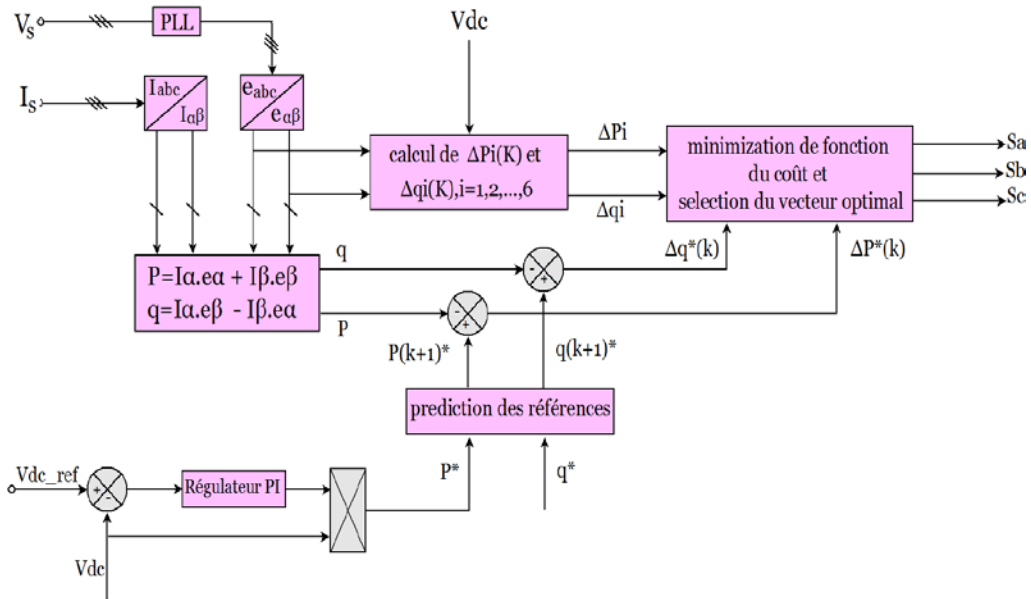 Vs
PLL
Vdc
Is
Iabc
Iαβ
eabc
eαβ
calcul de ΔPi(K) et
Δqi(K),i=1,2,...,6
ΔPi
Δqi
minimization de fonction
du coût et
selection du vecteur optimal
Sa
Sb
Sc
P=Iα.eα + Iβ.eβ
q=Iα.eβ - Iβ.eα
q
P
-
+
-
+
Δq*(k)
ΔP*(k)
P(k+1)*
q(k+1)*
prediction des références
P*
q*
Vdc_ref
+
-
Régulateur PI
Vdc